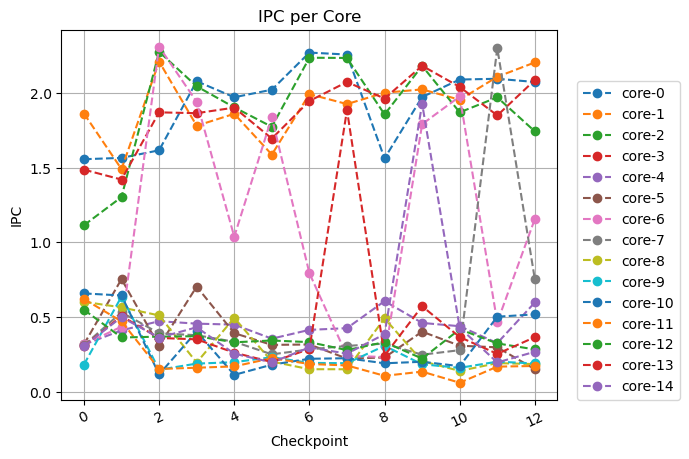 IPC per Core
IPC
2.0
1.5
1.0
0.5
0.0
0
2
4
6
8
10
12
Checkpoint
core-0
core-1
core-2
core-3
core-4
core-5
core-6
core-7
core-8
core-9
core-10
core-11
core-12
core-13
core-14